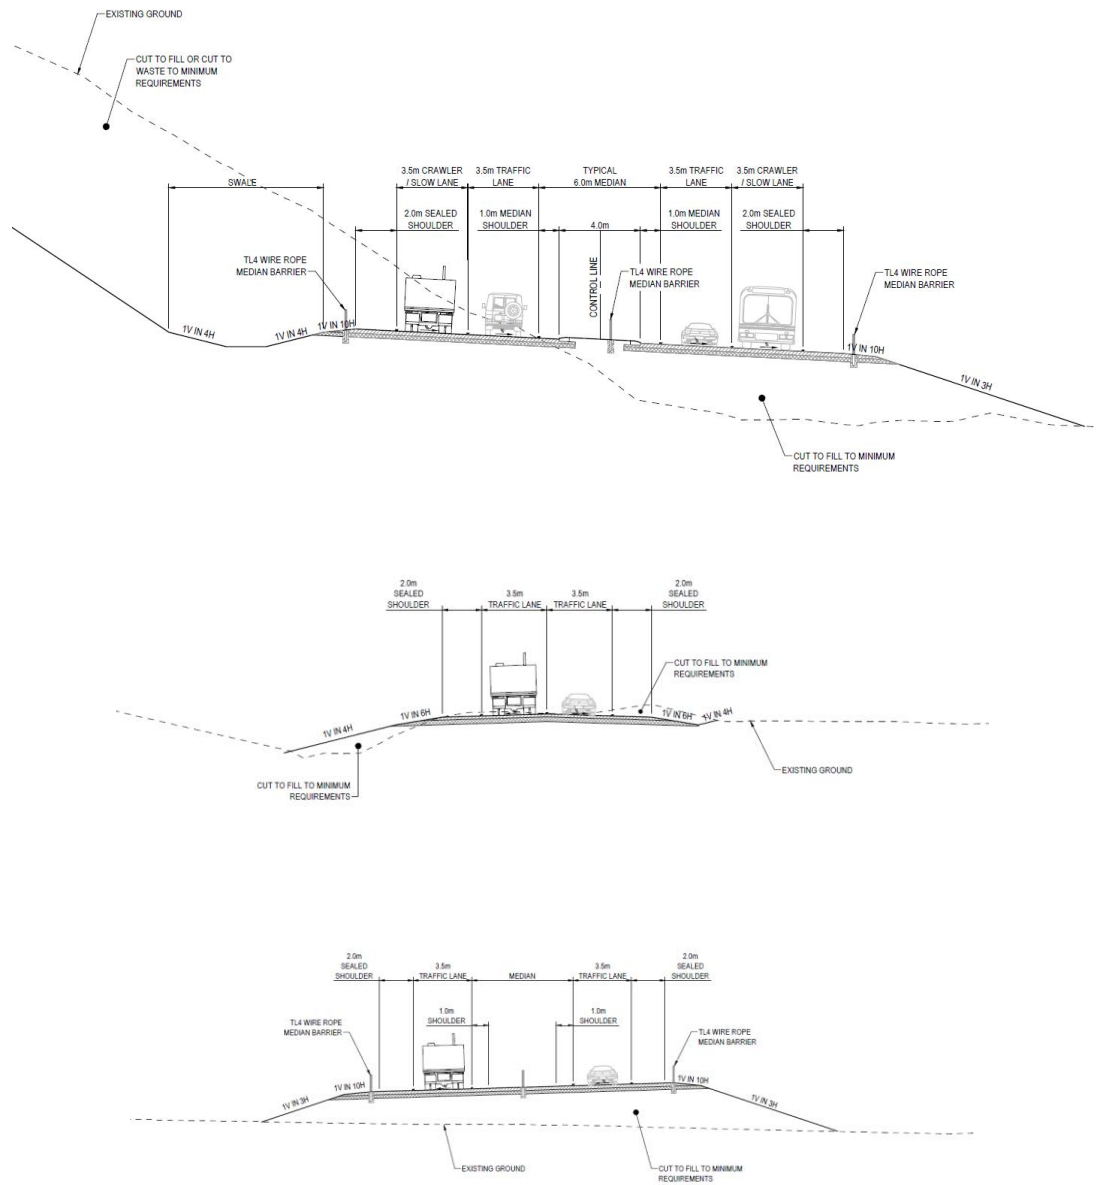 EXISTING GROUND
CUT TO FILL OR CUT TO
WASTE TO MINIMUM
REQUIREMENTS
SWALE
3.5m CRAWLER
/ SLOW LANE
3.5m TRAFFIC
LANE
TYPICAL
6.0m MEDIAN
3.5m TRAFFIC
LANE
3.5m CRAWLER
/ SLOW LANE
2.0m SEALED
SHOULDER
1.0m MEDIAN
SHOULDER
4.0m
1.0m MEDIAN
SHOULDER
2.0m SEALED
SHOULDER
TL4 WIRE ROPE
MEDIAN BARRIER
CONTROL LINE
TL4 WIRE ROPE
MEDIAN BARRIER
TL4 WIRE ROPE
MEDIAN BARRIER
1V IN 4H
1V IN 4H
1V IN 10H
1V IN 10H
1V IN 3H
CUT TO FILL TO MINIMUM
REQUIREMENTS
2.0m
SEALED
SHOULDER
3.5m
TRAFFIC LANE
3.5m
TRAFFIC LANE
2.0m
SEALED
SHOULDER
CUT TO FILL TO MINIMUM
REQUIREMENTS
1V IN 4H
1V IN 6H
1V IN 6H
1V IN 4H
EXISTING GROUND
CUT TO FILL TO MINIMUM
REQUIREMENTS
2.0m
SEALED
SHOULDER
3.5m
TRAFFIC LANE
MEDIAN
3.5m
TRAFFIC LANE
2.0m
SEALED
SHOULDER
1.0m
SHOULDER
1.0m
SHOULDER
TL4 WIRE ROPE
MEDIAN BARRIER
TL4 WIRE ROPE
MEDIAN BARRIER
1V IN 3H
1V IN 10H
1V IN 10H
1V IN 3H
EXISTING GROUND
CUT TO FILL TO MINIMUM
REQUIREMENTS